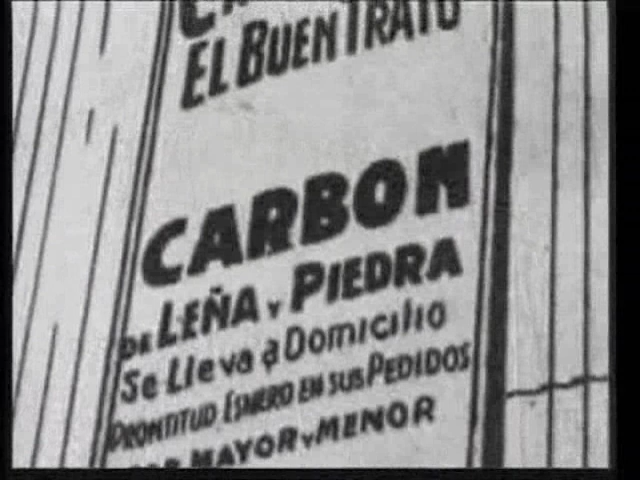 EL BUEN TRATO
CARBON
DE LEÑA Y PIEDRA
Se Lleva a Domicilio
PRONTITUD, ESMERO EN SUS PEDIDOS
MAYOR Y MENOR